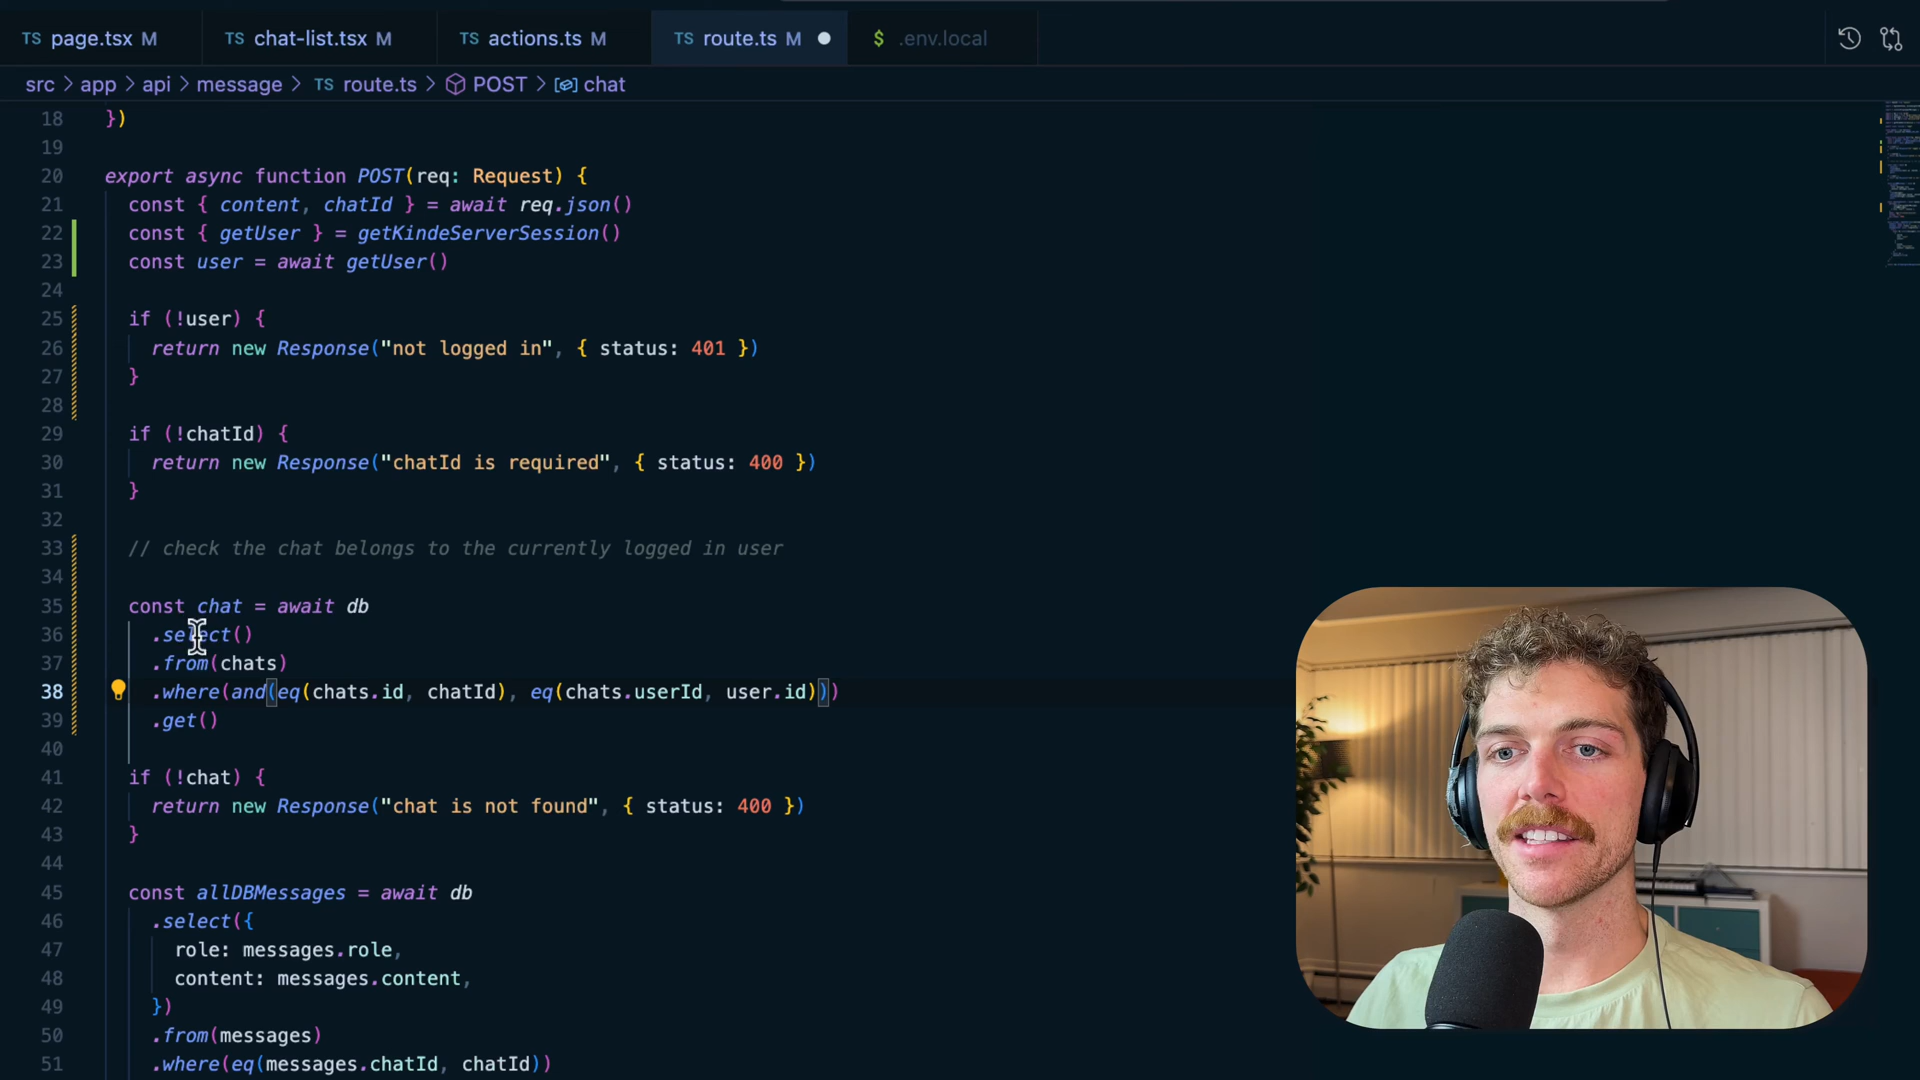 TS page.tsx M TS chat-list.tsx M TS actions.ts M TS route.ts M $ .env.local
src > app > api > message > TS route.ts > POST > chat
18 })
19
20 export async function POST(req: Request) {
21 const { content, chatId } = await req.json()
22 const { getUser } = getKindeServerSession()
23 const user = await getUser()
24
25 if (!user) {
26 return new Response("not logged in", { status: 401 })
27 }
28
29 if (!chatId) {
30 return new Response("chatId is required", { status: 400 })
31 }
32
33 // check the chat belongs to the currently logged in user
34
35 const chat = await db
36 .select()
37 .from(chats)
38 .where(and(eq(chats.id, chatId), eq(chats.userId, user.id)))
39 .get()
40
41 if (!chat) {
42 return new Response("chat is not found", { status: 400 })
43 }
44
45 const allDBMessages = await db
46 .select({
47 role: messages.role,
48 content: messages.content,
49 })
50 .from(messages)
51 .where(eq(messages.chatId, chatId))